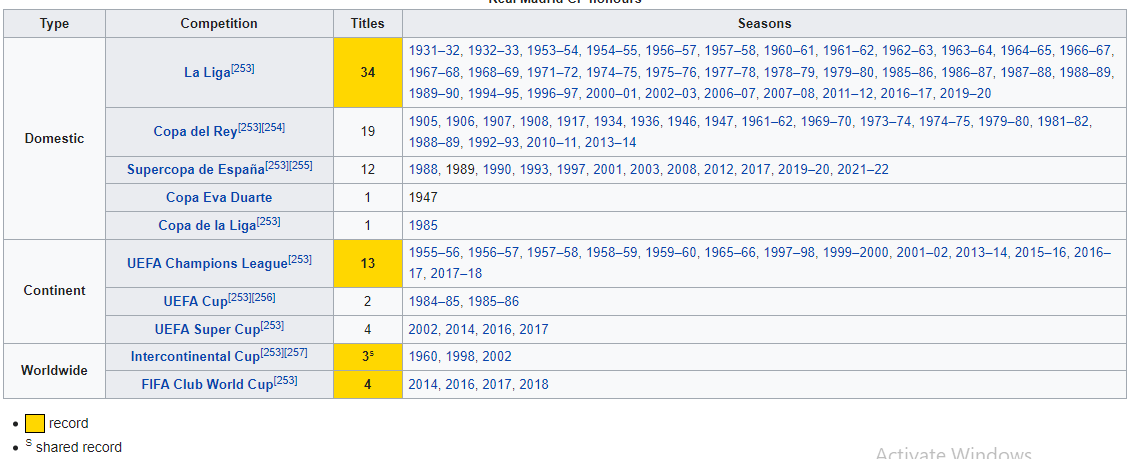 Real Madrid CF honours
Type Competition Titles Seasons
Domestic
La Liga[253] 34 1931–32, 1932–33, 1953–54, 1954–55, 1956–57, 1957–58, 1960–61, 1961–62, 1962–63, 1963–64, 1964–65, 1966–67,
1967–68, 1968–69, 1971–72, 1974–75, 1975–76, 1977–78, 1978–79, 1979–80, 1985–86, 1986–87, 1987–88, 1988–89,
1989–90, 1994–95, 1996–97, 2000–01, 2002–03, 2006–07, 2007–08, 2011–12, 2016–17, 2019–20
Copa del Rey[253][254] 19 1905, 1906, 1907, 1908, 1917, 1934, 1936, 1946, 1947, 1961–62, 1969–70, 1973–74, 1974–75, 1979–80, 1981–82,
1988–89, 1992–93, 2010–11, 2013–14
Supercopa de España[253][255] 12 1988, 1989, 1990, 1993, 1997, 2001, 2003, 2008, 2012, 2017, 2019–20, 2021–22
Copa Eva Duarte 1 1947
Copa de la Liga[253] 1 1985
Continent
UEFA Champions League[253] 13 1955–56, 1956–57, 1957–58, 1958–59, 1959–60, 1965–66, 1997–98, 1999–2000, 2001–02, 2013–14, 2015–16, 2016–
17, 2017–18
UEFA Cup[253][256] 2 1984–85, 1985–86
UEFA Super Cup[253] 4 2002, 2014, 2016, 2017
Worldwide
Intercontinental Cup[253][257] 3s 1960, 1998, 2002
FIFA Club World Cup[253] 4 2014, 2016, 2017, 2018
• record
• S shared record
Activate Windows